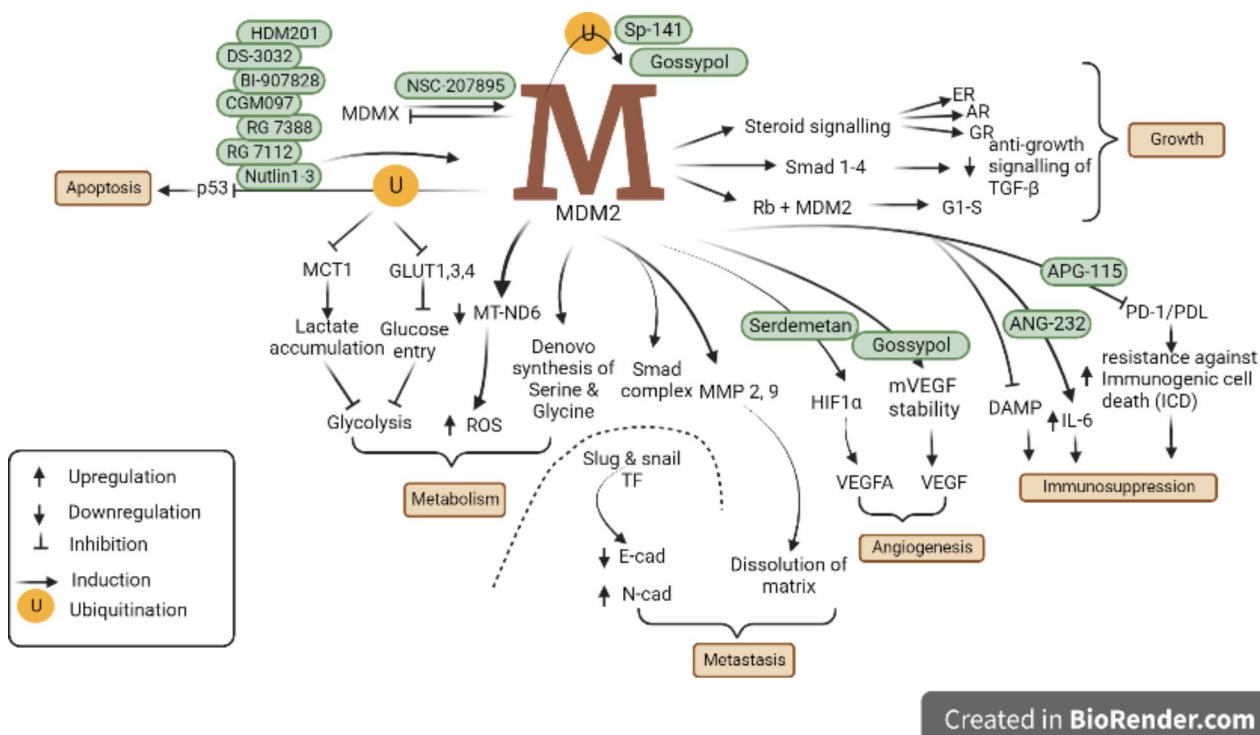 HDM201
DS-3032
BI-907828
CGM097
RG 7388
RG 7112
Nutlin1-3
Apoptosis
p53
U
MDMX
NSC-207895
U
Sp-141
Gossypol
M
MDM2
Steroid signalling
ER
AR
GR
Smad 1-4
anti-growth
signalling of
TGF-β
Rb + MDM2
G1-S
Growth
MCT1
GLUT1,3,4
Lactate
accumulation
Glucose
entry
Glycolysis
MT-ND6
ROS
Denovo
synthesis of
Serine &
Glycine
Metabolism
Smad
complex
MMP 2, 9
Slug & snail
TF
E-cad
N-cad
Dissolution of
matrix
Metastasis
Serdemetan
Gossypol
HIF1α
mVEGF
stability
VEGFA
VEGF
Angiogenesis
APG-115
ANG-232
PD-1/PDL
DAMP
IL-6
resistance against
Immunogenic cell
death (ICD)
Immunosuppression
Upregulation
Downregulation
Inhibition
Induction
U
Ubiquitination
Created in BioRender.com